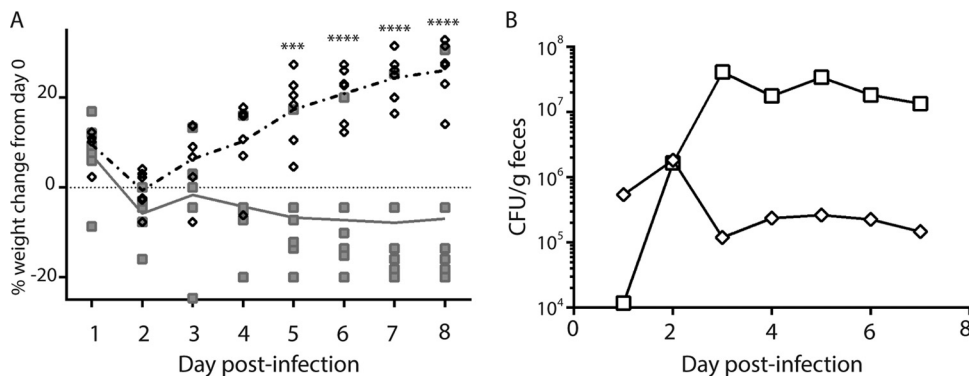 A
% weight change from day 0
20
0
-20
*** **** **** ****
1 2 3 4 5 6 7 8
Day post-infection
B
CFU/g feces
10^8
10^7
10^6
10^5
10^4
0 2 4 6 8
Day post-infection